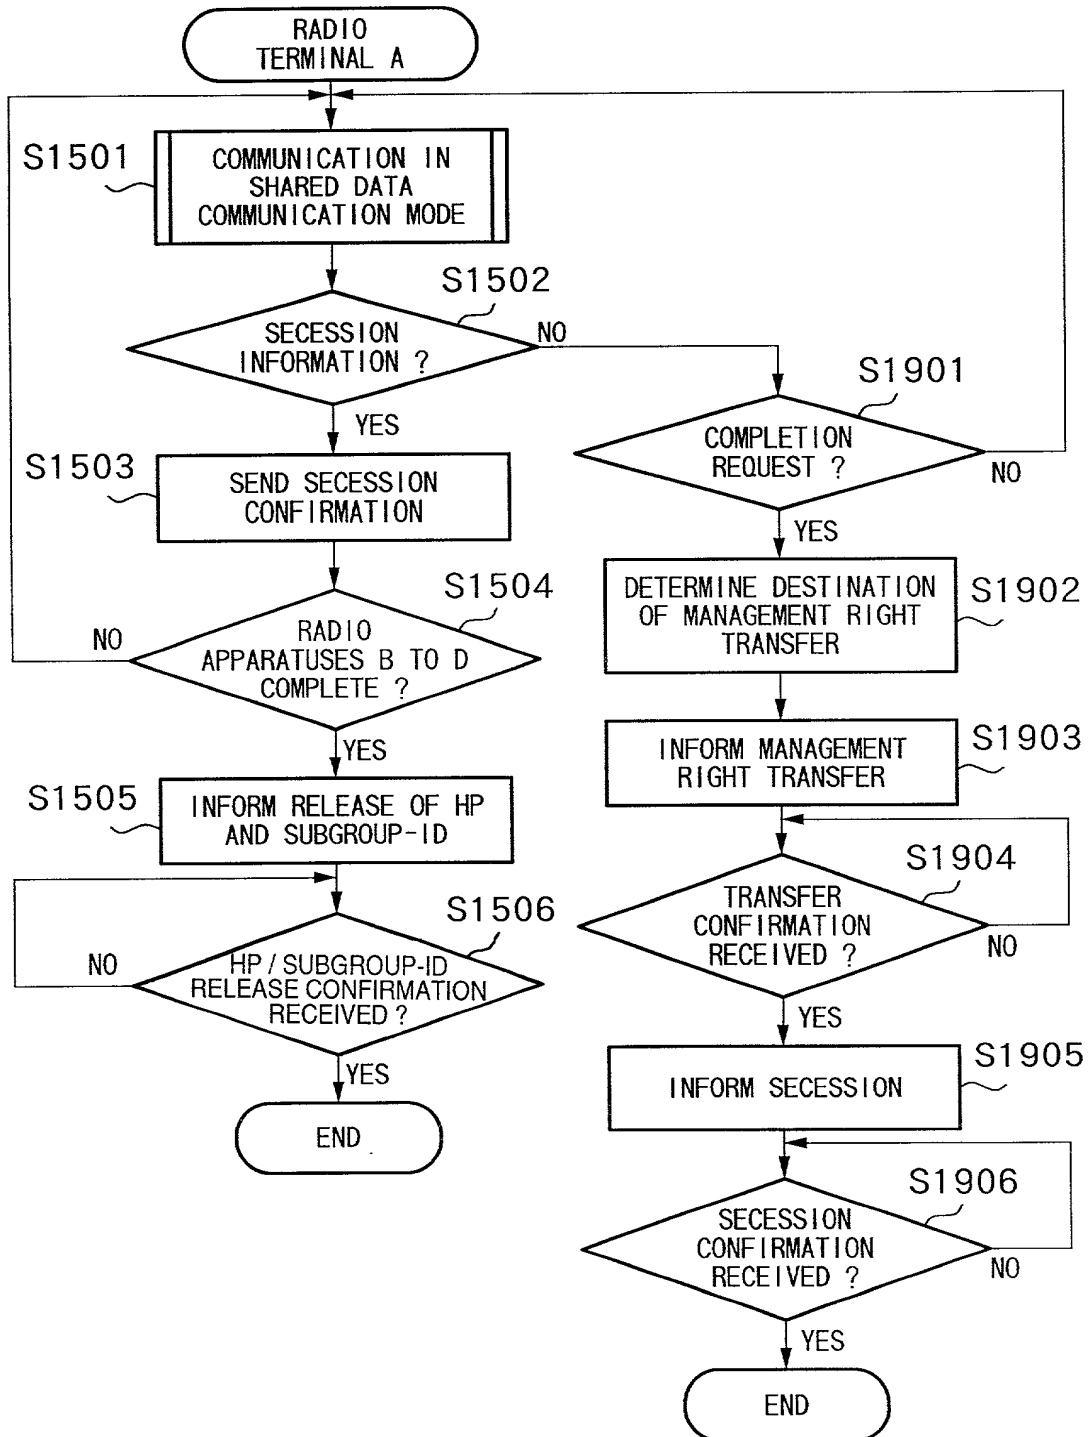 RADIO
TERMINAL A
S1501
COMMUNICATION IN
SHARED DATA
COMMUNICATION MODE
S1502
SECESSION
INFORMATION ?
NO
YES
S1503
SEND SECESSION
CONFIRMATION
S1504
RADIO
APPARATUSES B TO D
COMPLETE ?
NO
YES
S1505
INFORM RELEASE OF HP
AND SUBGROUP-ID
S1506
HP / SUBGROUP-ID
RELEASE CONFIRMATION
RECEIVED ?
NO
YES
END
S1901
COMPLETION
REQUEST ?
NO
YES
S1902
DETERMINE DESTINATION
OF MANAGEMENT RIGHT
TRANSFER
S1903
INFORM MANAGEMENT
RIGHT TRANSFER
S1904
TRANSFER
CONFIRMATION
RECEIVED ?
NO
YES
S1905
INFORM SECESSION
S1906
SECESSION
CONFIRMATION
RECEIVED ?
NO
YES
END